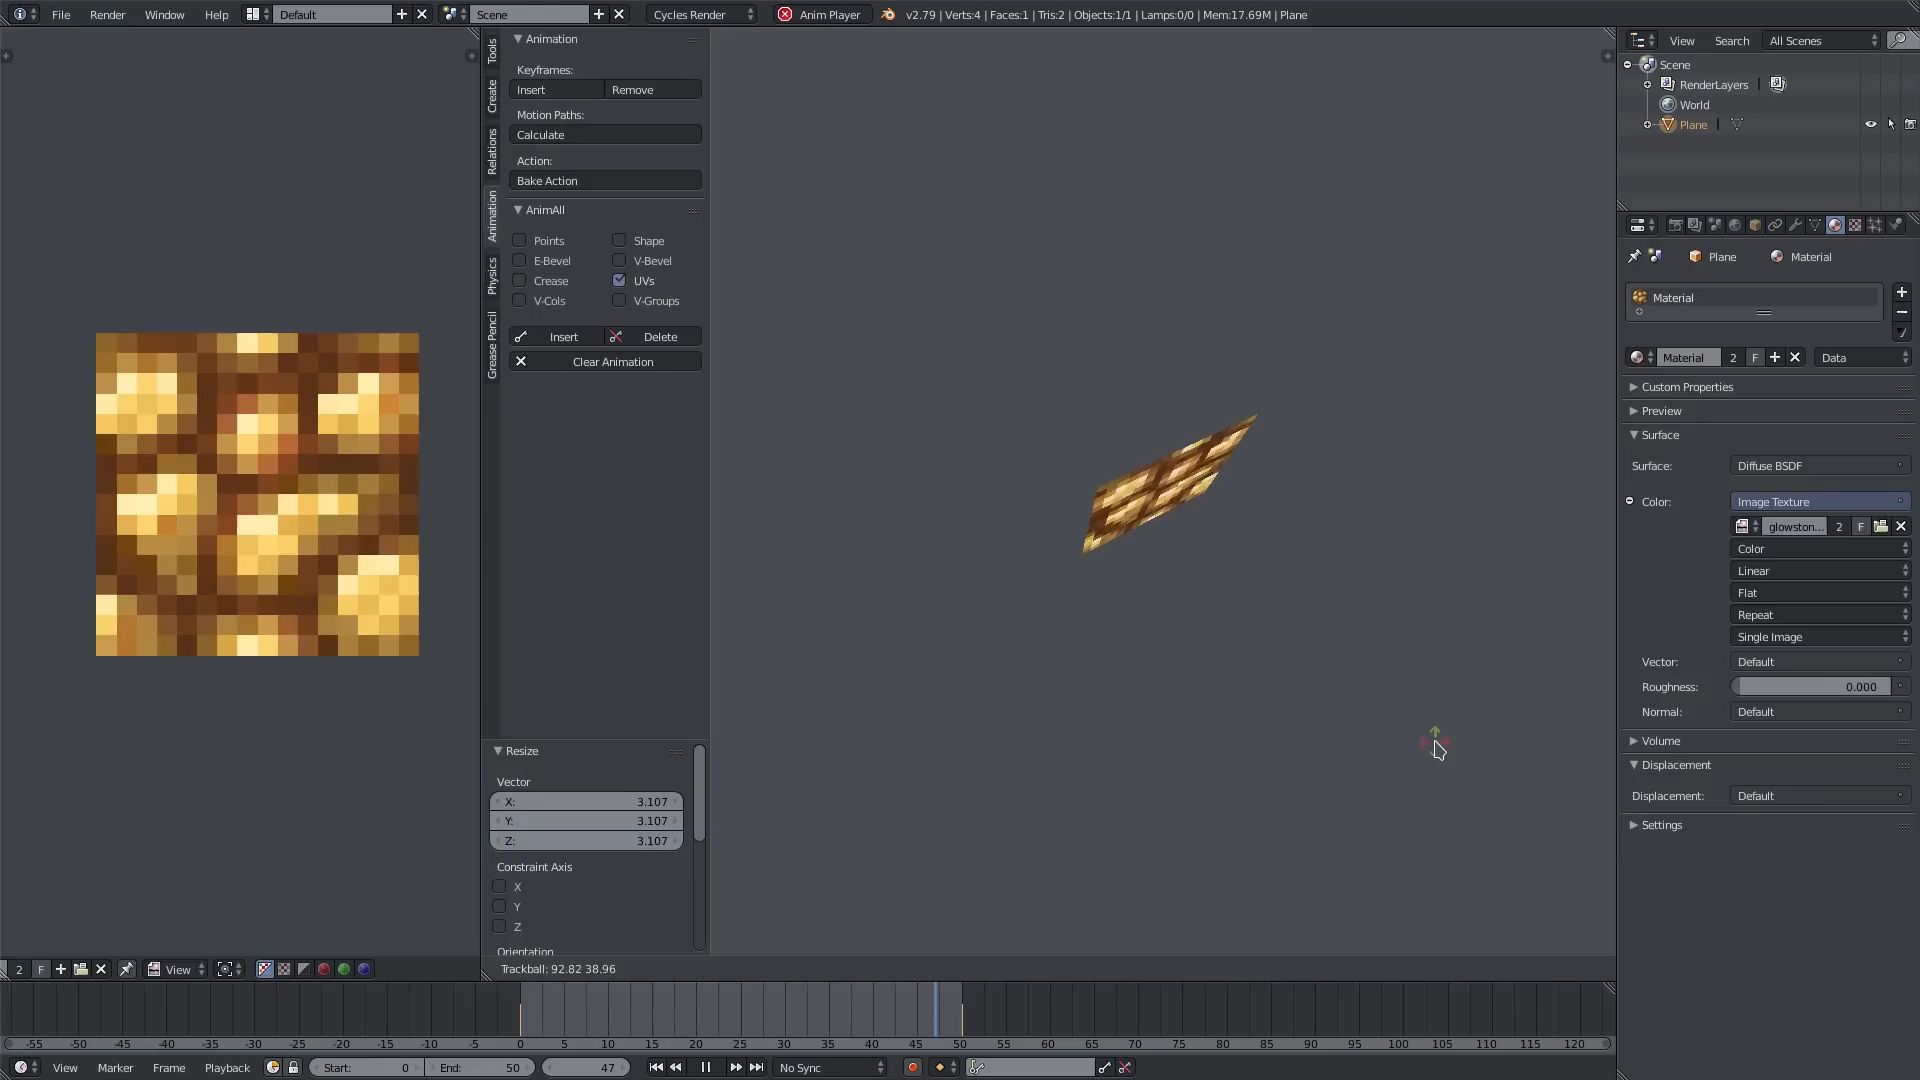 File Render Window Help Default Scene Cycles Render Anim Player v2.79 | Verts:4 | Faces:1 | Tris:2 | Objects:1/1 | Lamps:0/0 | Mem:17.69M | Plane
Tools
Create
Relations
Animation
Physics
Grease Pencil
Animation
Keyframes:
Insert Remove
Motion Paths:
Calculate
Action:
Bake Action
AnimAll
Points Shape
E-Bevel V-Bevel
Crease UVs
V-Cols V-Groups
Insert Delete
Clear Animation
Resize
Vector
X: 3.107
Y: 3.107
Z: 3.107
Constraint Axis
X
Y
Z
Orientation
View Search All Scenes
Scene
RenderLayers |
World
Plane |
Plane Material
Material
Material 2 F Data
Custom Properties
Preview
Surface
Surface: Diffuse BSDF
Color: Image Texture
glowston... 2 F
Color
Linear
Flat
Repeat
Single Image
Vector: Default
Roughness: 0.000
Normal: Default
Volume
Displacement
Displacement: Default
Settings
2 F View
Trackball: 92.82 38.96
-55 -50 -45 -40 -35 -30 -25 -20 -15 -10 -5 0 5 10 15 20 25 30 35 40 45 50 55 60 65 70 75 80 85 90 95 100 105 110 115 120
View Marker Frame Playback Start: 0 End: 50 47 No Sync